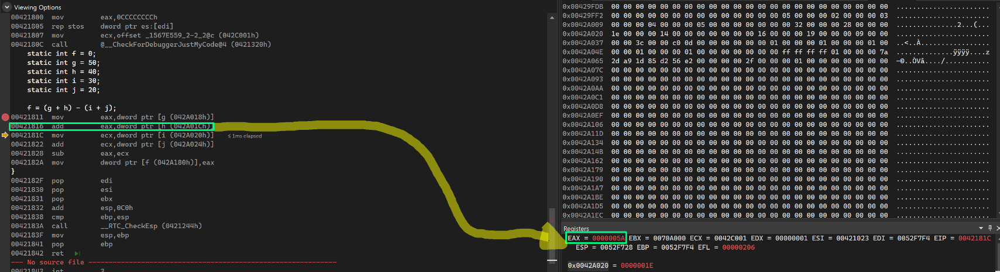 Viewing Options
00421800 mov eax,0CCCCCCCCh
00421805 rep stos dword ptr es:[edi]
00421807 mov ecx,offset _1567E559_2-2_2@c (042C001h)
0042180C call @__CheckForDebuggerJustMyCode@4 (0421320h)
static int f = 0;
static int g = 50;
static int h = 40;
static int i = 30;
static int j = 20;
f = (g + h) - (i + j);
00421811 mov eax,dword ptr [g (042A018h)]
00421816 add eax,dword ptr [h (042A01Ch)]
0042181C mov ecx,dword ptr [i (042A020h)] ≤ 1ms elapsed
00421822 add ecx,dword ptr [j (042A024h)]
00421828 sub eax,ecx
0042182A mov dword ptr [f (042A180h)],eax
}
0042182F pop edi
00421830 pop esi
00421831 pop ebx
00421832 add esp,0C0h
00421838 cmp ebp,esp
0042183A call __RTC_CheckEsp (0421244h)
0042183F mov esp,ebp
00421841 pop ebp
00421842 ret
--- No source file -------------------------------------------------------
00421843 int 3
0x00429FDB 00 00 00 00 00 00 00 00 00 00 00 00 00 00 00 00 00 00 00 00 00 00 00 .......................
0x00429FF2 00 00 00 00 00 00 00 00 00 00 00 00 00 00 05 00 00 00 02 00 00 00 03 .......................
0x0042A009 00 00 00 04 00 00 00 05 00 00 00 00 00 00 00 32 00 00 00 28 00 00 00 ...............2...(...
0x0042A020 1e 00 00 00 14 00 00 00 00 00 00 00 16 00 00 00 19 00 00 00 09 00 00 .......................
0x0042A037 00 00 3c 00 00 c0 0d 00 00 00 00 00 00 01 00 00 00 01 00 00 00 01 00 ..<..À.................
0x0042A04E 00 00 01 00 00 00 01 00 00 00 00 00 00 00 ff ff ff ff 01 00 00 00 7a ..............ÿÿÿÿ....z
0x0042A065 2d a9 1d 85 d2 56 e2 00 00 00 00 2f 00 00 00 01 00 00 00 00 00 00 00 -©..ÒVâ..../...........
0x0042A07C 00 00 00 00 00 00 00 00 00 00 00 00 00 00 00 00 00 00 00 00 00 00 00 .......................
0x0042A093 00 00 00 00 00 00 00 00 00 00 00 00 00 00 00 00 00 00 00 00 00 00 00 .......................
0x0042A0AA 00 00 00 00 00 00 00 00 00 00 00 00 00 00 00 00 00 00 00 00 00 00 00 .......................
0x0042A0C1 00 00 00 00 00 00 00 00 00 00 00 00 00 00 00 00 00 00 00 00 00 00 00 .......................
0x0042A0D8 00 00 00 00 00 00 00 00 00 00 00 00 00 00 00 00 00 00 00 00 00 00 00 .......................
0x0042A0EF 00 00 00 00 00 00 00 00 00 00 00 00 00 00 00 00 00 00 00 00 00 00 00 .......................
0x0042A106 00 00 00 00 00 00 00 00 00 00 00 00 00 00 00 00 00 00 00 00 00 00 00 .......................
0x0042A11D 00 00 00 00 00 00 00 00 00 00 00 00 00 00 00 00 00 00 00 00 00 00 00 .......................
0x0042A134 00 00 00 00 00 00 00 00 00 00 00 00 00 00 00 00 00 00 00 00 00 00 00 .......................
0x0042A14B 00 00 00 00 00 00 00 00 00 00 00 00 00 00 00 00 00 00 00 00 00 00 00 .......................
0x0042A162 00 00 00 00 00 00 00 00 00 00 00 00 00 00 00 00 00 00 00 00 00 00 00 .......................
0x0042A179 00 00 00 00 00 00 00 00 00 00 00 00 00 00 00 00 00 00 00 00 00 00 00 .......................
0x0042A190 00 00 00 00 00 00 00 00 00 00 00 00 00 00 00 00 00 00 00 00 00 00 00 .......................
0x0042A1A7 00 00 00 00 00 00 00 00 00 00 00 00 00 00 00 00 00 00 00 00 00 00 00 .......................
0x0042A1BE 00 00 00 00 00 00 00 00 00 00 00 00 00 00 00 00 00 00 00 00 00 00 00 .......................
0x0042A1D5 00 00 00 00 00 00 00 00 00 00 00 00 00 00 00 00 00 00 00 00 00 00 00 .......................
0x0042A1EC 00 00 00 00 00 00 00 00 00 00 00 00 00 00 00 00 00 00 00 00 00 00 00 .......................
Registers
EAX = 0000005A EBX = 0070A000 ECX = 0042C001 EDX = 00000001 ESI = 00421023 EDI = 0052F7F4 EIP = 0042181C
ESP = 0052F728 EBP = 0052F7F4 EFL = 00000206
0x0042A020 = 0000001E